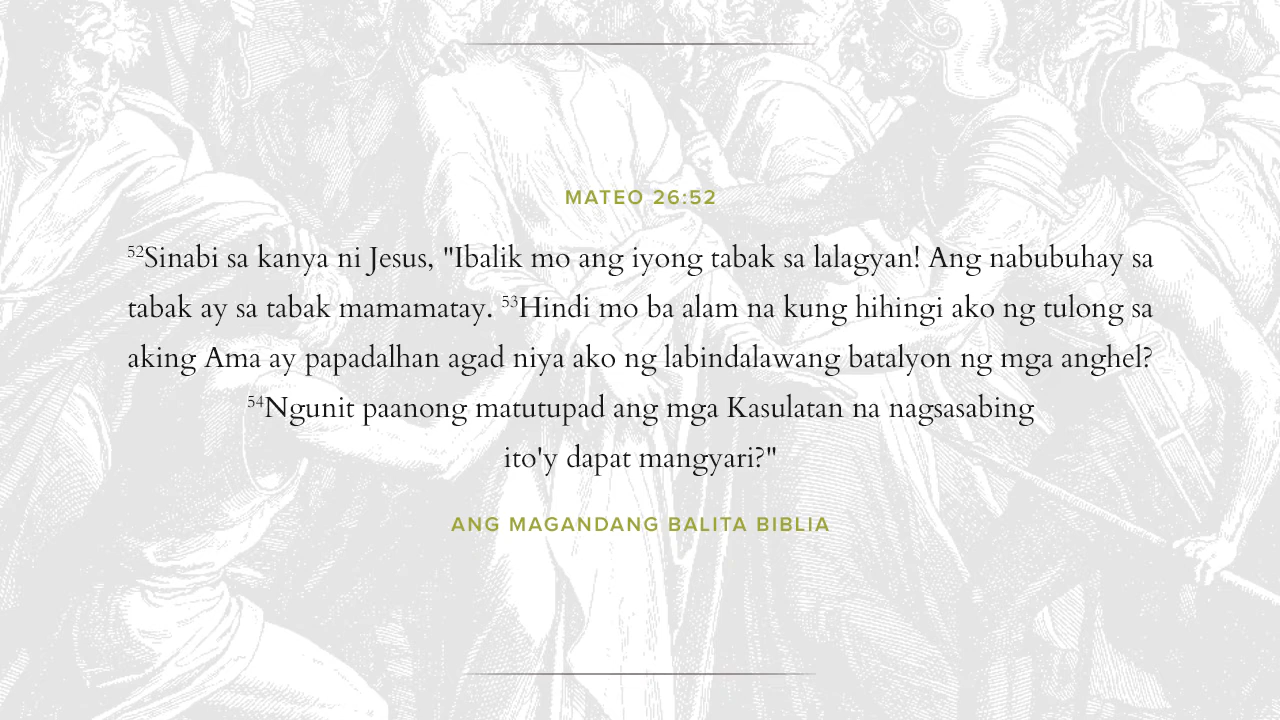 MATEO 26:52
52Sinabi sa kanya ni Jesus, "Ibalik mo ang iyong tabak sa lalagyan! Ang nabubuhay sa
tabak ay sa tabak mamamatay. 53Hindi mo ba alam na kung hihingi ako ng tulong sa
aking Ama ay papadalhan agad niya ako ng labindalawang batalyon ng mga anghel?
54Ngunit paanong matutupad ang mga Kasulatan na nagsasabing
ito'y dapat mangyari?"
ANG MAGANDANG BALITA BIBLIA